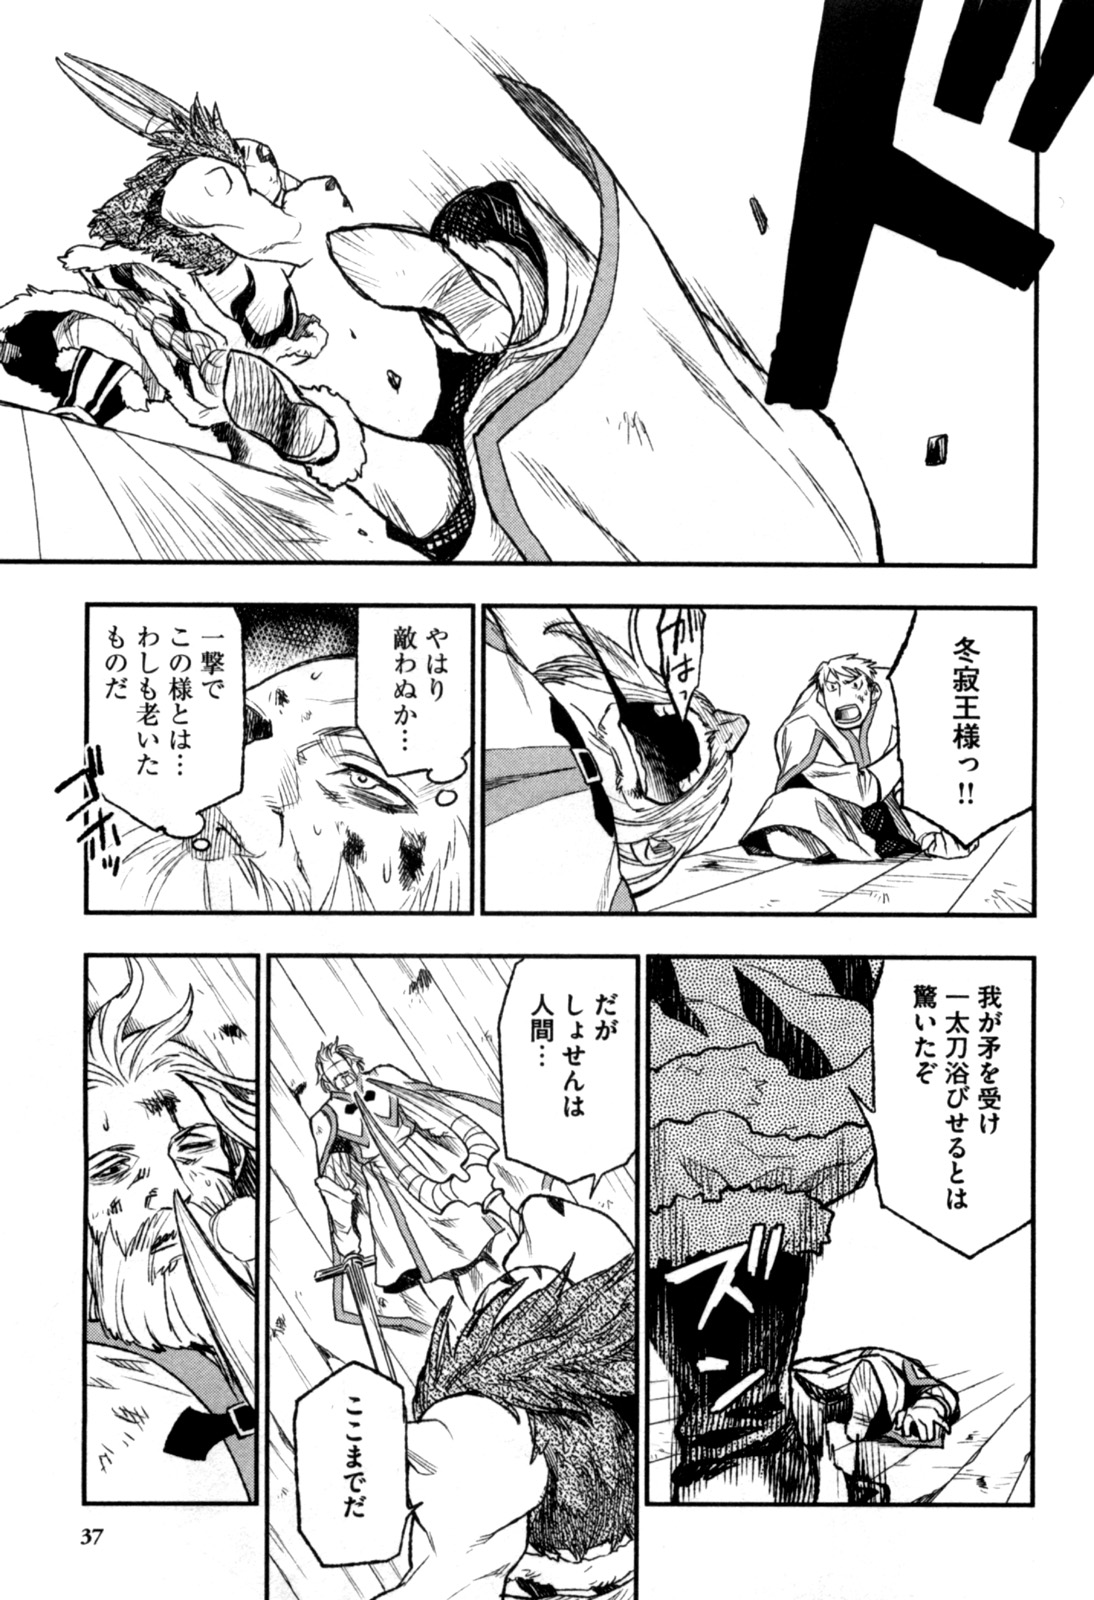 ド
冬寂王様っ!!
がはっ
やはり
敵わぬか…
一撃で
この様とは…
わしも老いた
ものだ
我が矛を受け
一太刀浴びせるとは
驚いたぞ
ズン
だが
しょせんは
人間…
ここまでだ
37